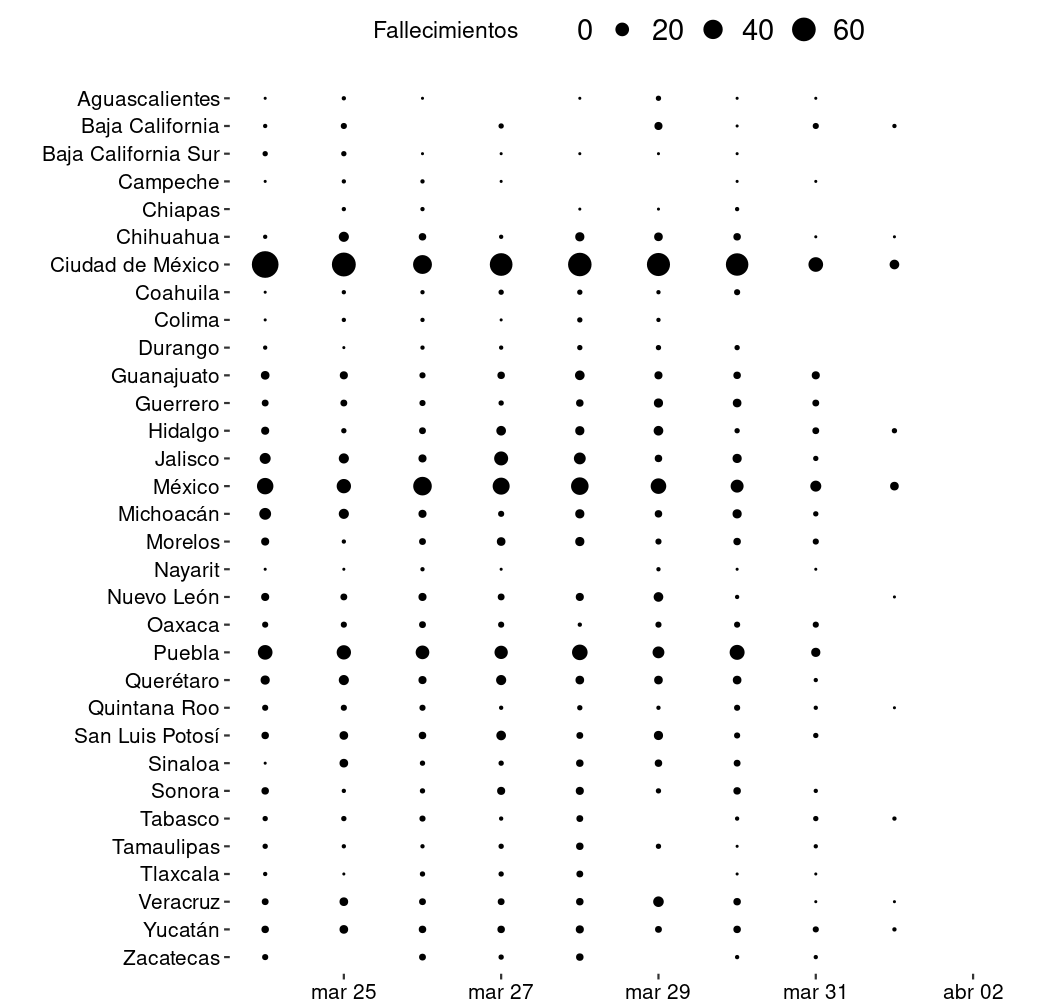 Fallecimientos 0 20 40 60
Aguascalientes
Baja California
Baja California Sur
Campeche
Chiapas
Chihuahua
Ciudad de México
Coahuila
Colima
Durango
Guanajuato
Guerrero
Hidalgo
Jalisco
México
Michoacán
Morelos
Nayarit
Nuevo León
Oaxaca
Puebla
Querétaro
Quintana Roo
San Luis Potosí
Sinaloa
Sonora
Tabasco
Tamaulipas
Tlaxcala
Veracruz
Yucatán
Zacatecas
mar 25 mar 27 mar 29 mar 31 abr 02